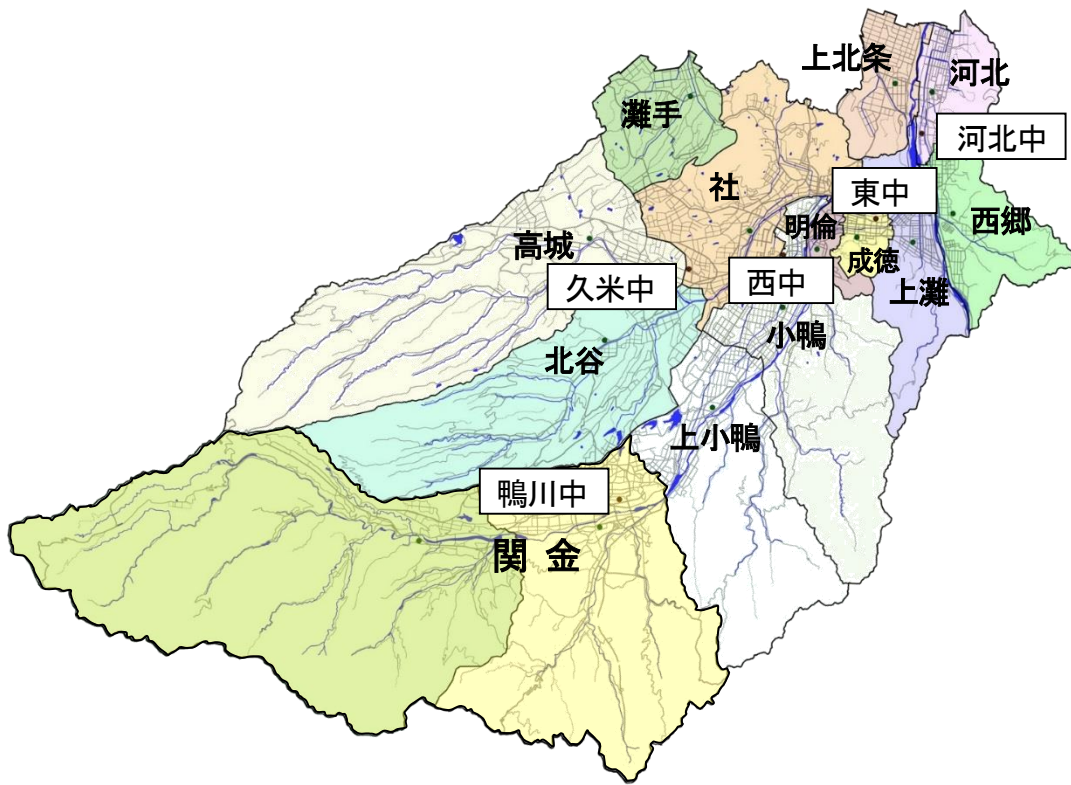 上北条
河北
灘手
河北中
社
東中
明倫
西郷
高城
成徳
久米中
西中
上灘
小鴨
北谷
上小鴨
鴨川中
関金